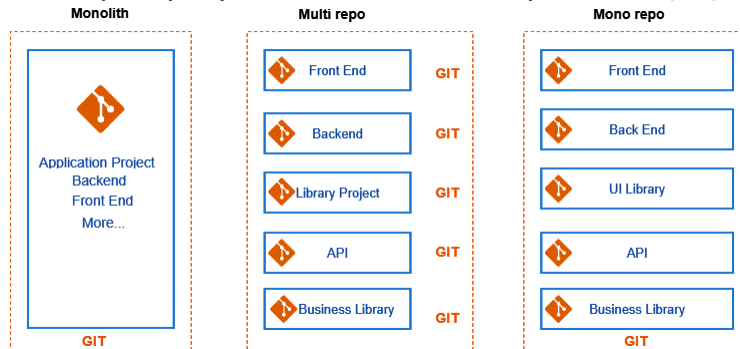 Monolith
Application Project
Backend
Front End
More...
GIT
Multi repo
Front End
GIT
Backend
GIT
Library Project
GIT
API
GIT
Business Library
GIT
Mono repo
Front End
Back End
UI Library
API
Business Library
GIT